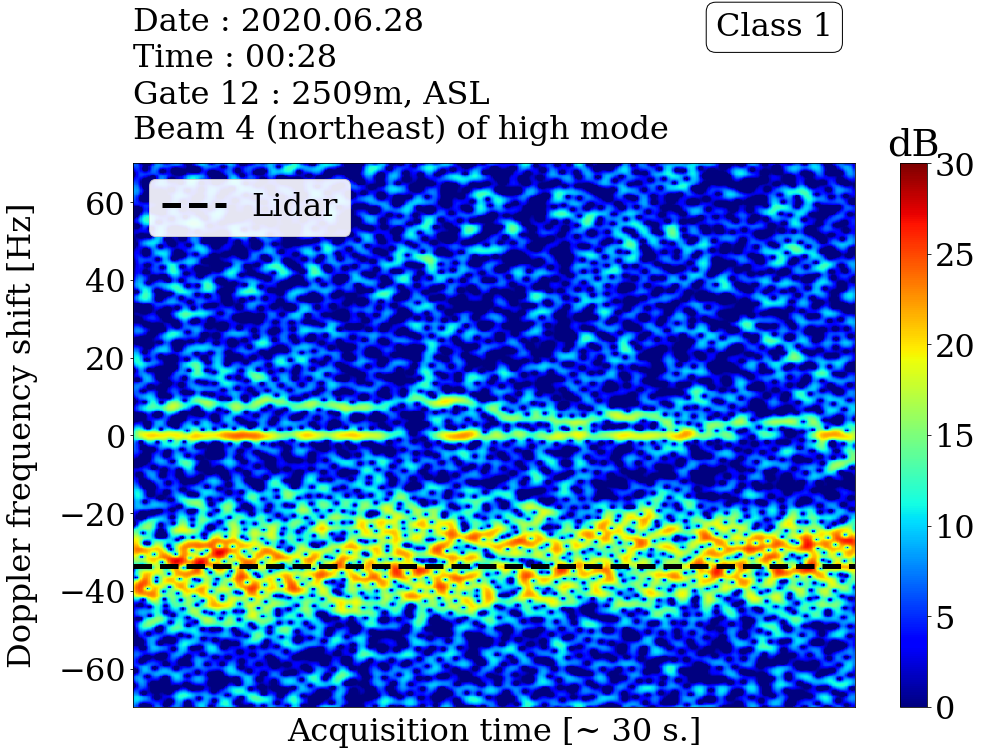 Date : 2020.06.28
Time : 00:28
Gate 12 : 2509m, ASL
Beam 4 (northeast) of high mode
Class 1
dB
Lidar
Doppler frequency shift [Hz]
60
40
20
0
−20
−40
−60
30
25
20
15
10
5
0
Acquisition time [~ 30 s.]